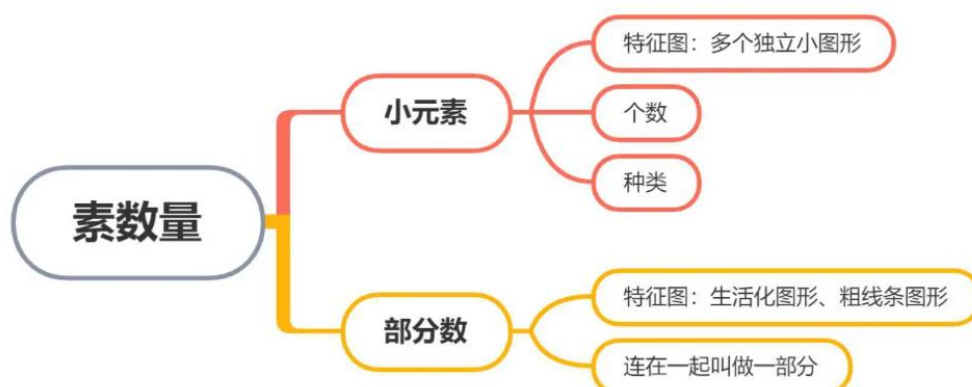 素数量
小元素
特征图：多个独立小图形
个数
种类
部分数
特征图：生活化图形、粗线条图形
连在一起叫做一部分